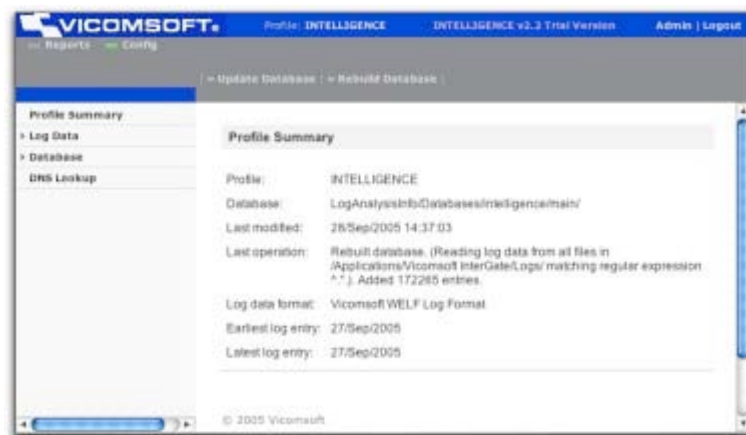 VICOMSOFT.
Profile: INTELL3GENCE
INTELL3GENCE v2.3 Trial Version
Admin | Logout
Reports
Config
Update Database
Rebuild Database
Profile Summary
Log Data
Database
DNS Lookup
Profile Summary
Profile: INTELLIGENCE
Database: LogAnalysisInfo/Databases/intelligence/main/
Last modified: 28/Sep/2005 14:37:03
Last operation: Rebuilt database. (Reading log data from all files in
/Applications/Vicomsoft InterGate/Logs/ matching regular expression
^.*.). Added 172265 entries.
Log data format: Vicomsoft WELF Log Format
Earliest log entry: 27/Sep/2005
Latest log entry: 27/Sep/2005
© 2005 Vicomsoft